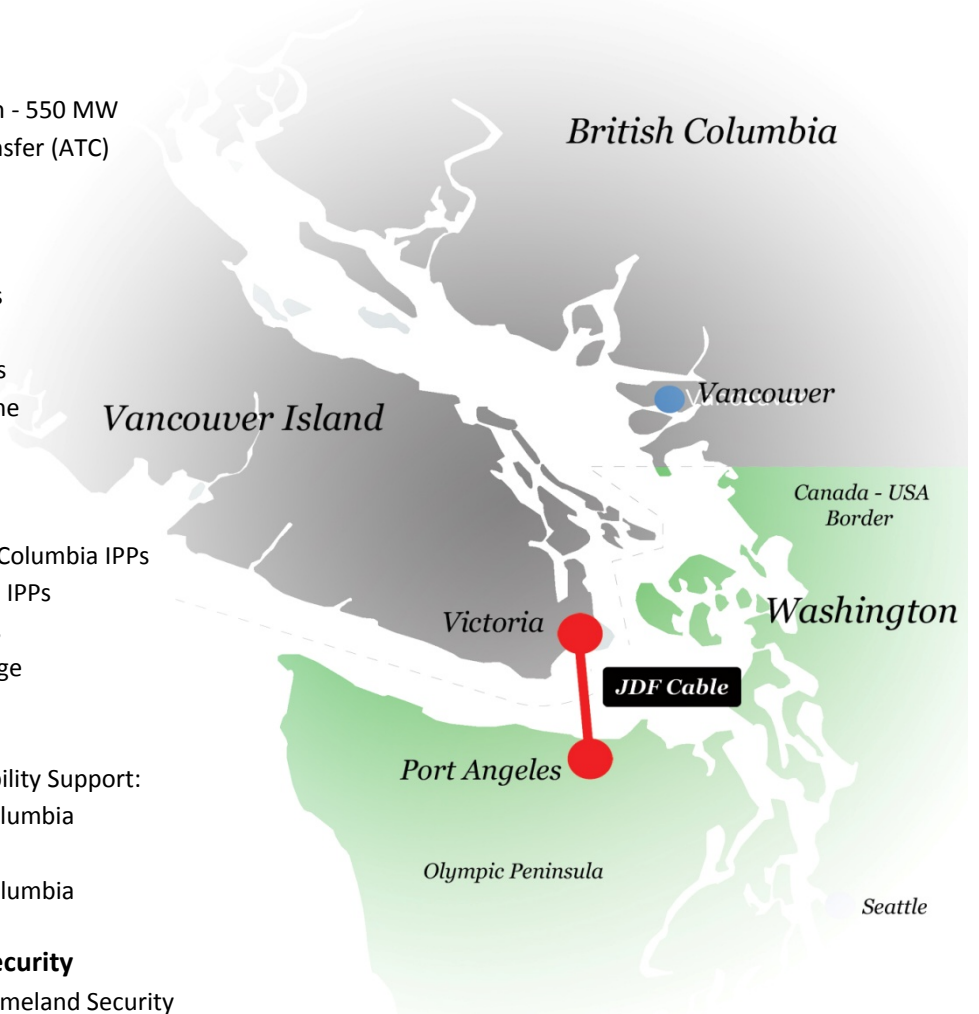 n - 550 MW
nsfer (ATC)
s
s
ne
Columbia IPPs
IPPs
ge
bility Support:
lumbia
lumbia
ecurity
meland Security
British Columbia
Vancouver
Vancouver Island
Canada - USA
Border
Washington
Victoria
JDF Cable
Port Angeles
Olympic Peninsula
Seattle